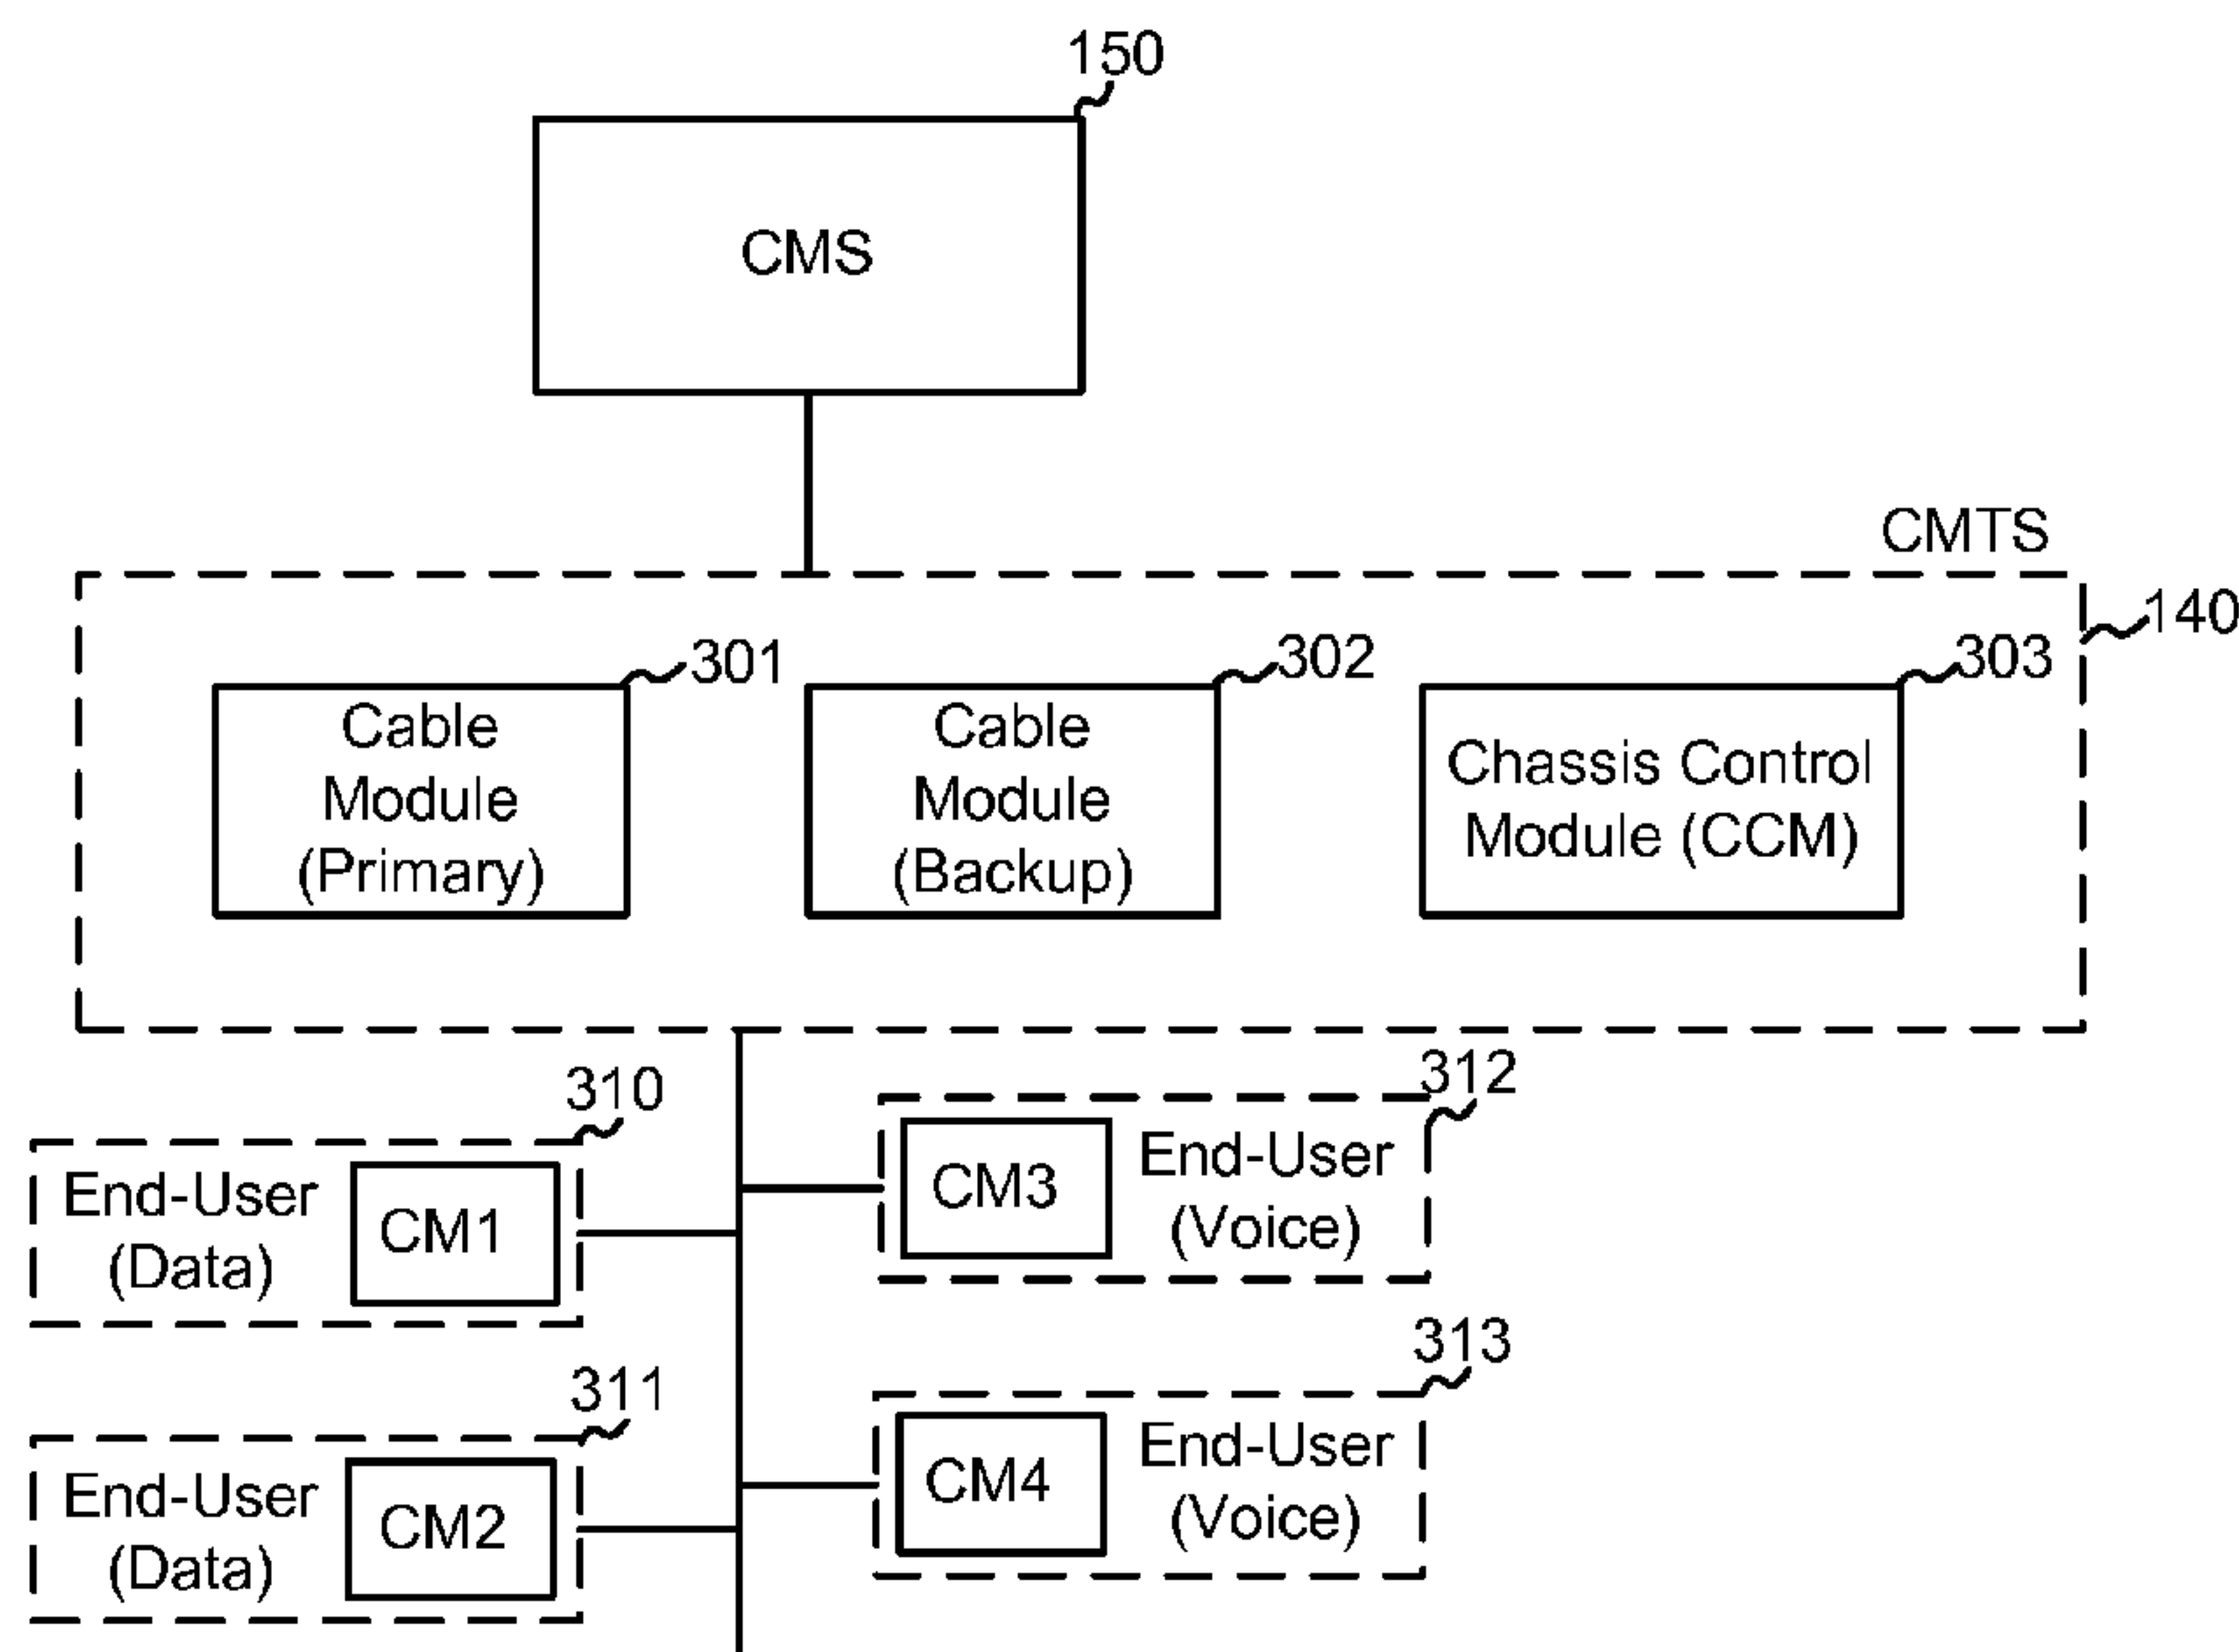 150
CMS
CMTS
140
301
302
303
Cable
Module
(Primary)
Cable
Module
(Backup)
Chassis Control
Module (CCM)
310
312
End-User
(Data)
CM1
CM3
End-User
(Voice)
311
313
End-User
(Data)
CM2
CM4
End-User
(Voice)